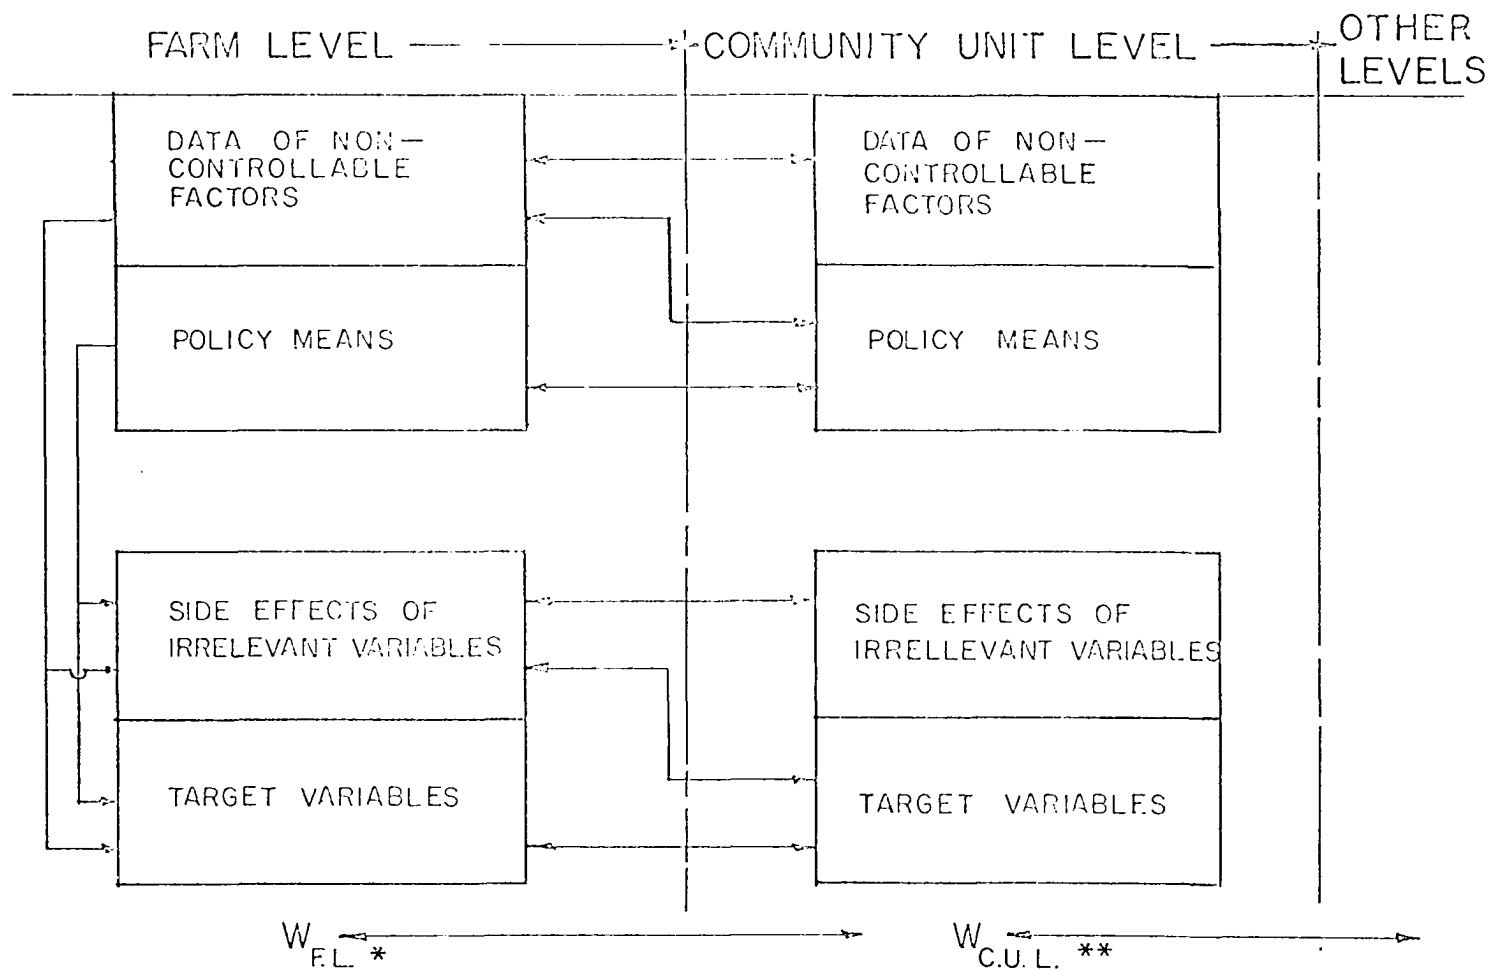 FARM LEVEL
COMMUNITY UNIT LEVEL
OTHER
LEVELS
DATA OF NON-
CONTROLLABLE
FACTORS
POLICY MEANS
SIDE EFFECTS OF
IRRELEVANT VARIABLES
TARGET VARIABLES
DATA OF NON-
CONTROLLABLE
FACTORS
POLICY MEANS
SIDE EFFECTS OF
IRRELLEVANT VARIABLES
TARGET VARIABLES
W F.L. *
W C.U.L. **